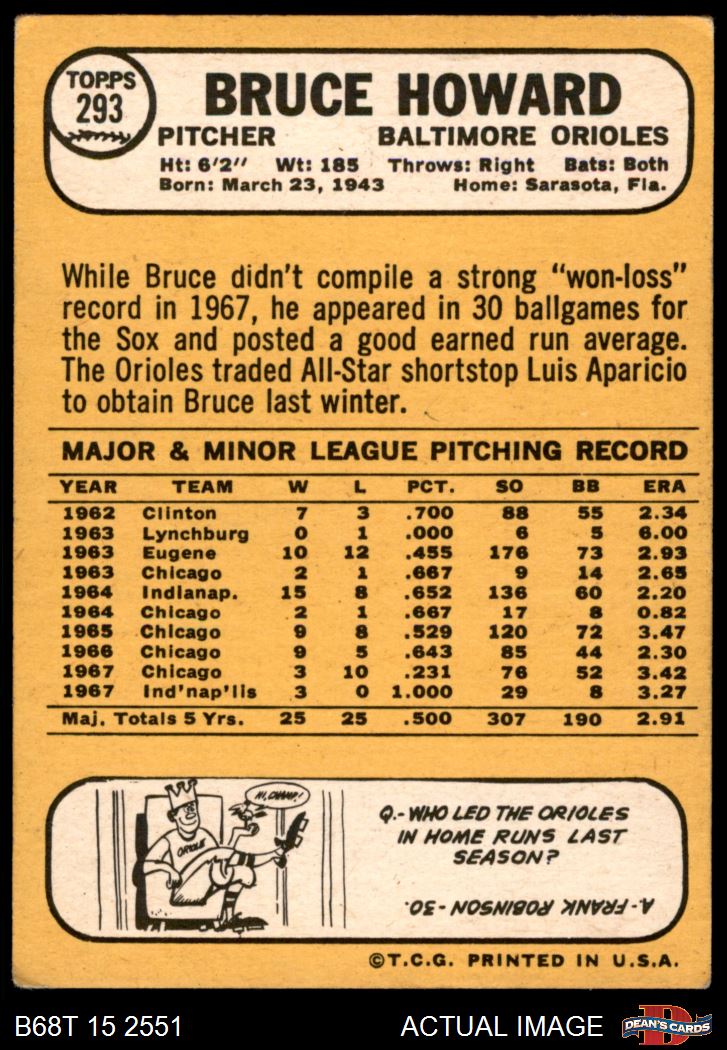 TOPPS
293
BRUCE HOWARD
PITCHER BALTIMORE ORIOLES
Ht: 6'2" Wt: 185 Throws: Right Bats: Both
Born: March 23, 1943 Home: Sarasota, Fla.
While Bruce didn't compile a strong "won-loss"
record in 1967, he appeared in 30 ballgames for
the Sox and posted a good earned run average.
The Orioles traded All-Star shortstop Luis Aparicio
to obtain Bruce last winter.
MAJOR & MINOR LEAGUE PITCHING RECORD
YEAR TEAM W L PCT. SO BB ERA
1962 Clinton 7 3 .700 88 55 2.34
1963 Lynchburg 0 1 .000 6 5 6.00
1963 Eugene 10 12 .455 176 73 2.93
1963 Chicago 2 1 .667 9 14 2.65
1964 Indianap. 15 8 .652 136 60 2.20
1964 Chicago 2 1 .667 17 8 0.82
1965 Chicago 9 8 .529 120 72 3.47
1966 Chicago 9 5 .643 85 44 2.30
1967 Chicago 3 10 .231 76 52 3.42
1967 Ind'nap'lis 3 0 1.000 29 8 3.27
Maj. Totals 5 Yrs. 25 25 .500 307 190 2.91
HI, CHAMP!
ORIOLE
Q.- WHO LED THE ORIOLES
IN HOME RUNS LAST
SEASON?
A- FRANK ROBINSON - 30.
©T.C.G. PRINTED IN U.S.A.
B68T 15 2551 ACTUAL IMAGE
D
DEAN'S CARDS